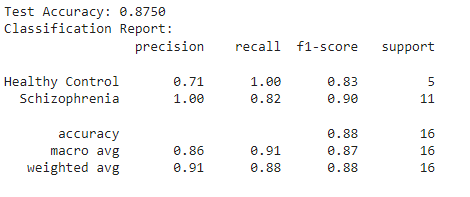 Test Accuracy: 0.8750
Classification Report:
precision recall f1-score support
Healthy Control 0.71 1.00 0.83 5
Schizophrenia 1.00 0.82 0.90 11
accuracy 0.88 16
macro avg 0.86 0.91 0.87 16
weighted avg 0.91 0.88 0.88 16